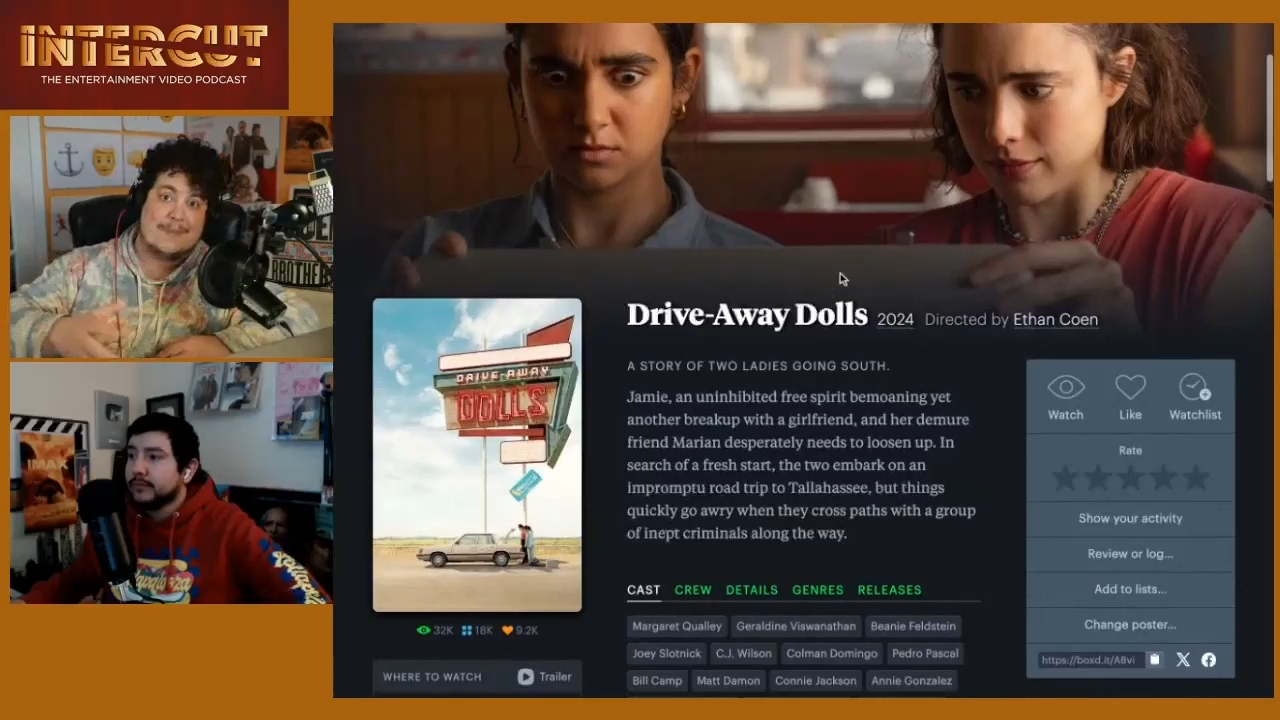 INTERCUT
THE ENTERTAINMENT VIDEO PODCAST
BROTHER
IMAX
Drive-Away Dolls 2024 Directed by Ethan Coen
A STORY OF TWO LADIES GOING SOUTH.
Jamie, an uninhibited free spirit bemoaning yet
another breakup with a girlfriend, and her demure
friend Marian desperately needs to loosen up. In
search of a fresh start, the two embark on an
impromptu road trip to Tallahassee, but things
quickly go awry when they cross paths with a group
of inept criminals along the way.
DRIVE-AWAY
DOLLS
32K 18K 9.2K
WHERE TO WATCH Trailer
CAST CREW DETAILS GENRES RELEASES
Margaret Qualley Geraldine Viswanathan Beanie Feldstein
Joey Slotnick C.J. Wilson Colman Domingo Pedro Pascal
Bill Camp Matt Damon Connie Jackson Annie Gonzalez
Watch Like Watchlist
Rate
Show your activity
Review or log...
Add to lists...
Change poster...
https://boxd.it/A8vi